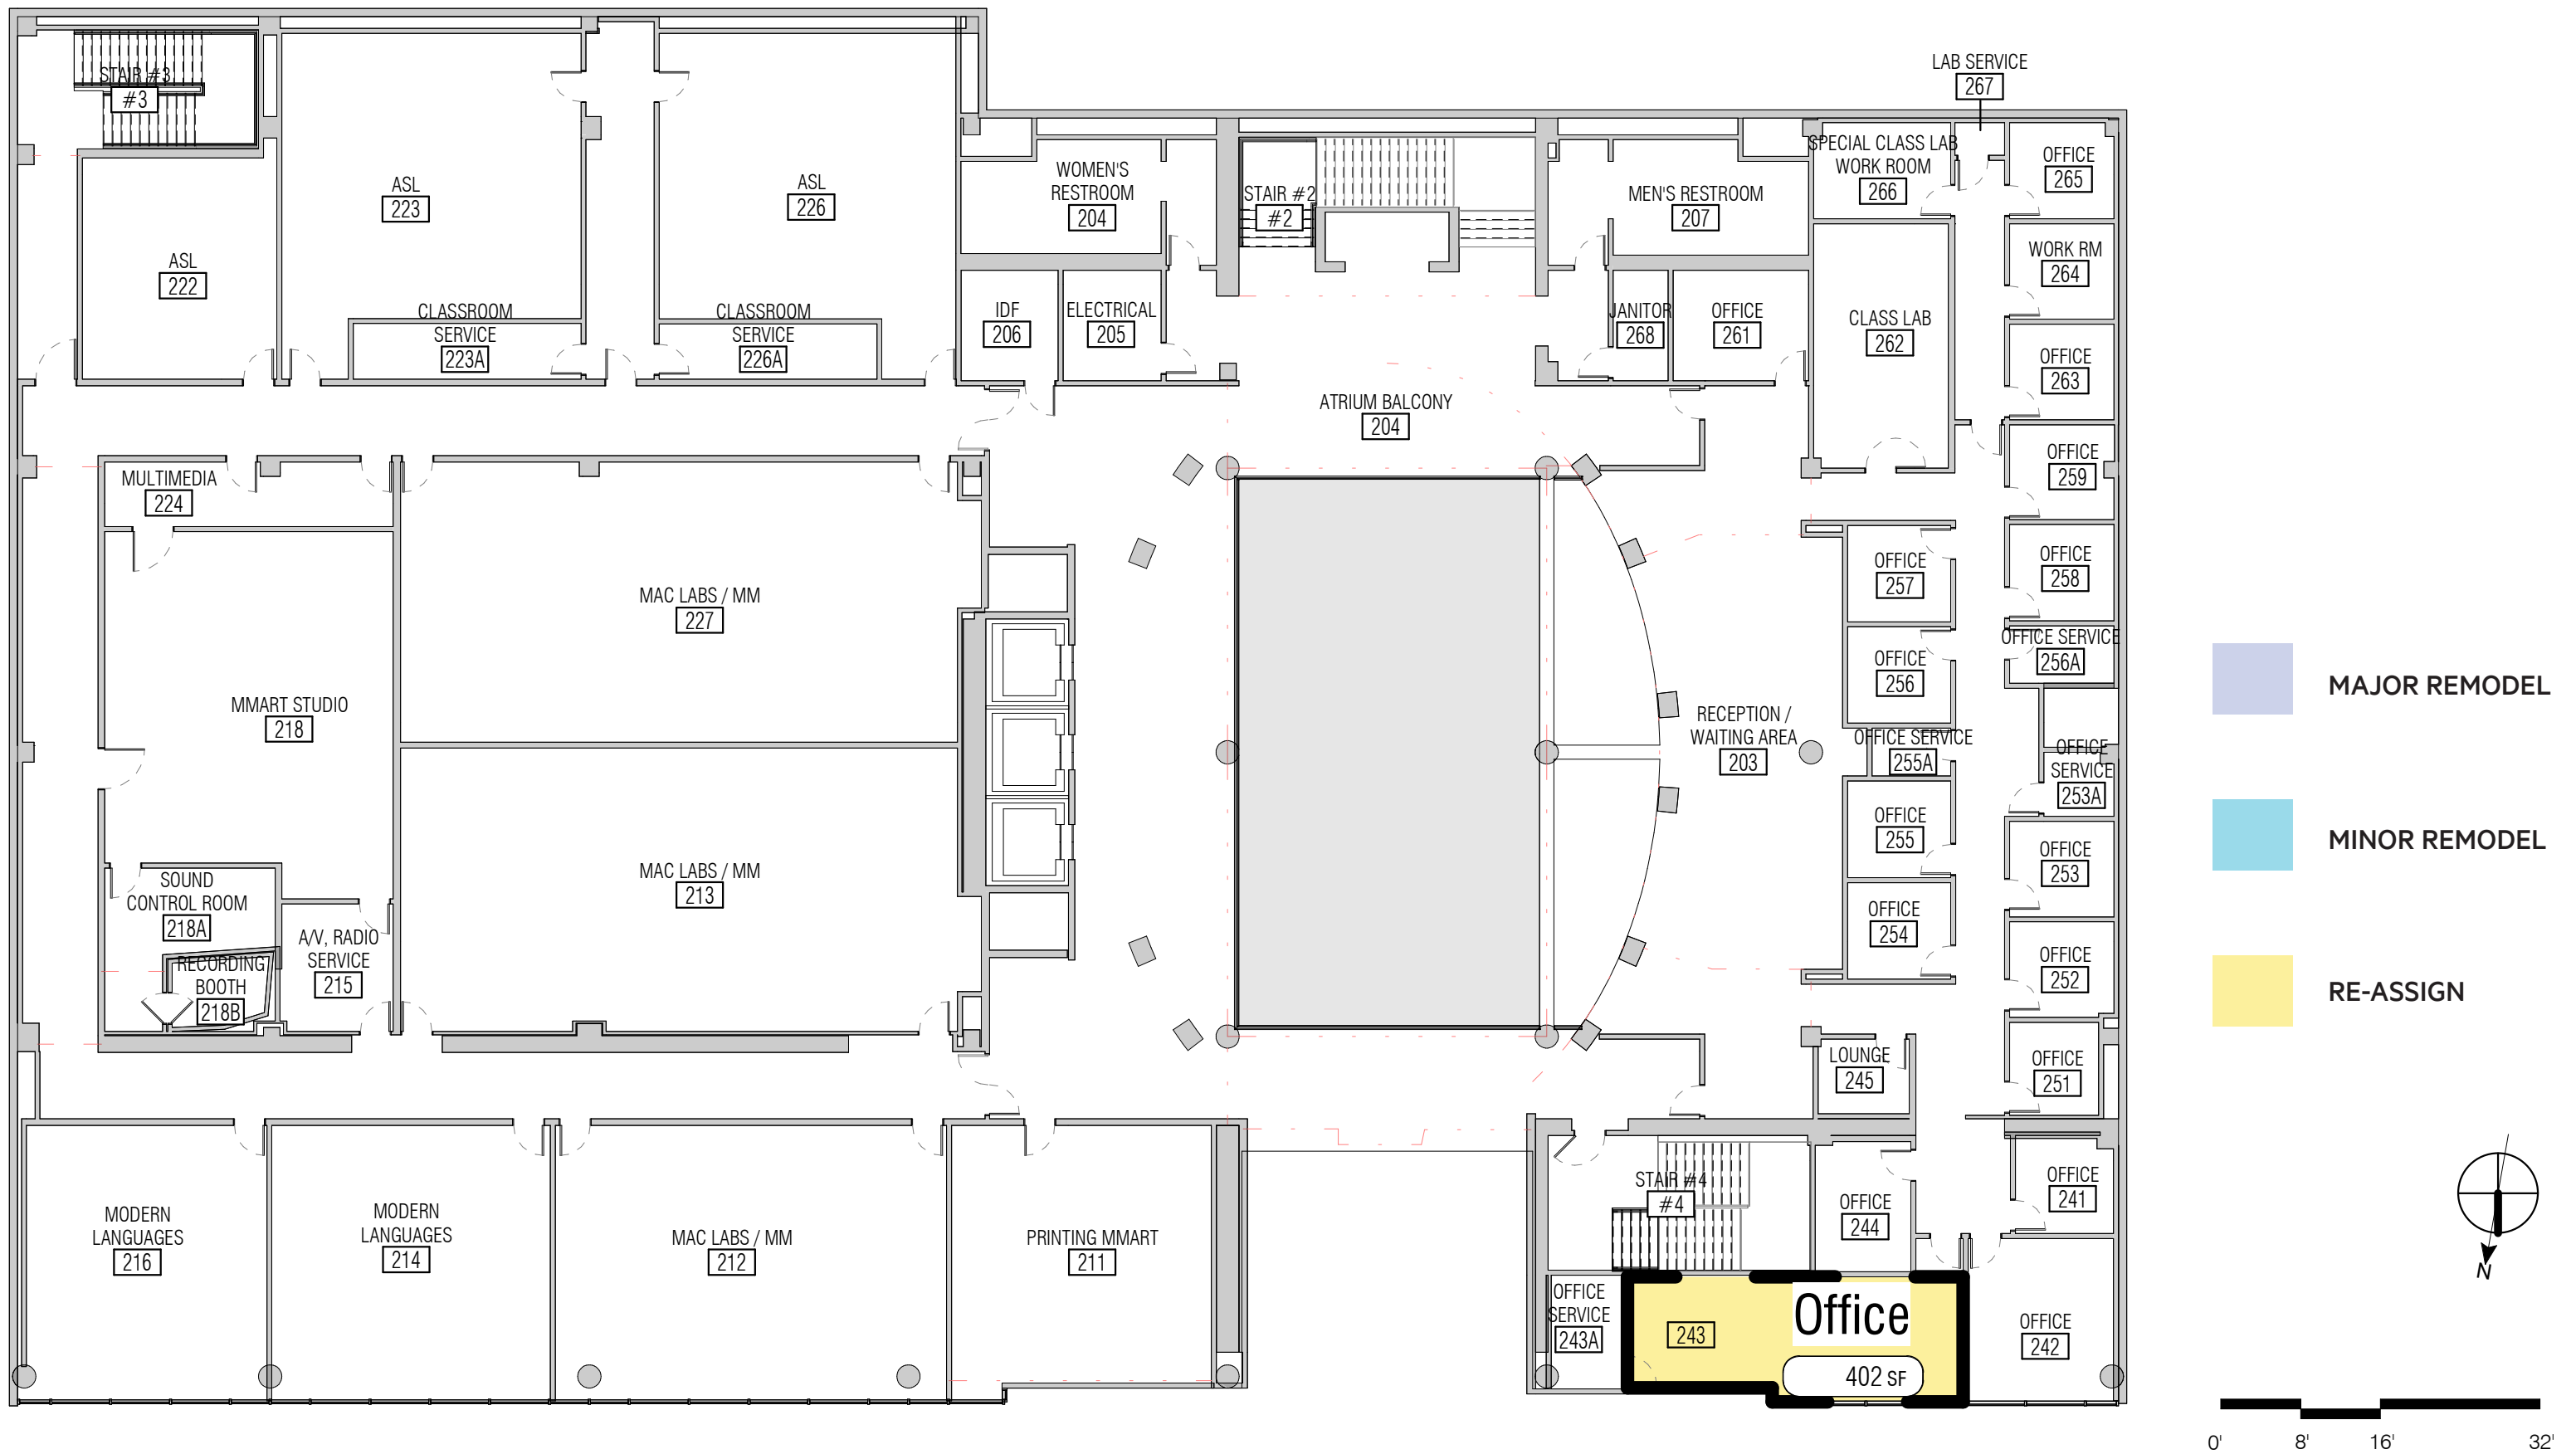 LAB SERVICE
267
STAIR #3
#3
SPECIAL CLASS LAB
WORK ROOM
266
OFFICE
265
WOMEN'S
RESTROOM
204
STAIR #2
#2
MEN'S RESTROOM
207
ASL
223
ASL
226
ASL
222
WORK RM
264
CLASSROOM
SERVICE
223A
CLASSROOM
SERVICE
226A
IDF
206
ELECTRICAL
205
JANITOR
268
OFFICE
261
CLASS LAB
262
OFFICE
263
ATRIUM BALCONY
204
MULTIMEDIA
224
OFFICE
259
OFFICE
257
OFFICE
258
MAC LABS / MM
227
OFFICE
256
OFFICE SERVICE
256A
MAJOR REMODEL
MMART STUDIO
218
RECEPTION /
WAITING AREA
203
OFFICE SERVICE
255A
OFFICE
SERVICE
253A
OFFICE
255
MINOR REMODEL
OFFICE
253
MAC LABS / MM
213
SOUND
CONTROL ROOM
218A
OFFICE
254
A/V, RADIO
SERVICE
215
RECORDING
BOOTH
218B
OFFICE
252
RE-ASSIGN
LOUNGE
245
OFFICE
251
STAIR #4
#4
OFFICE
244
OFFICE
241
MODERN
LANGUAGES
216
MODERN
LANGUAGES
214
MAC LABS / MM
212
PRINTING MMART
211
N
OFFICE
SERVICE
243A
243
Office
402 SF
OFFICE
242
0' 8' 16' 32'